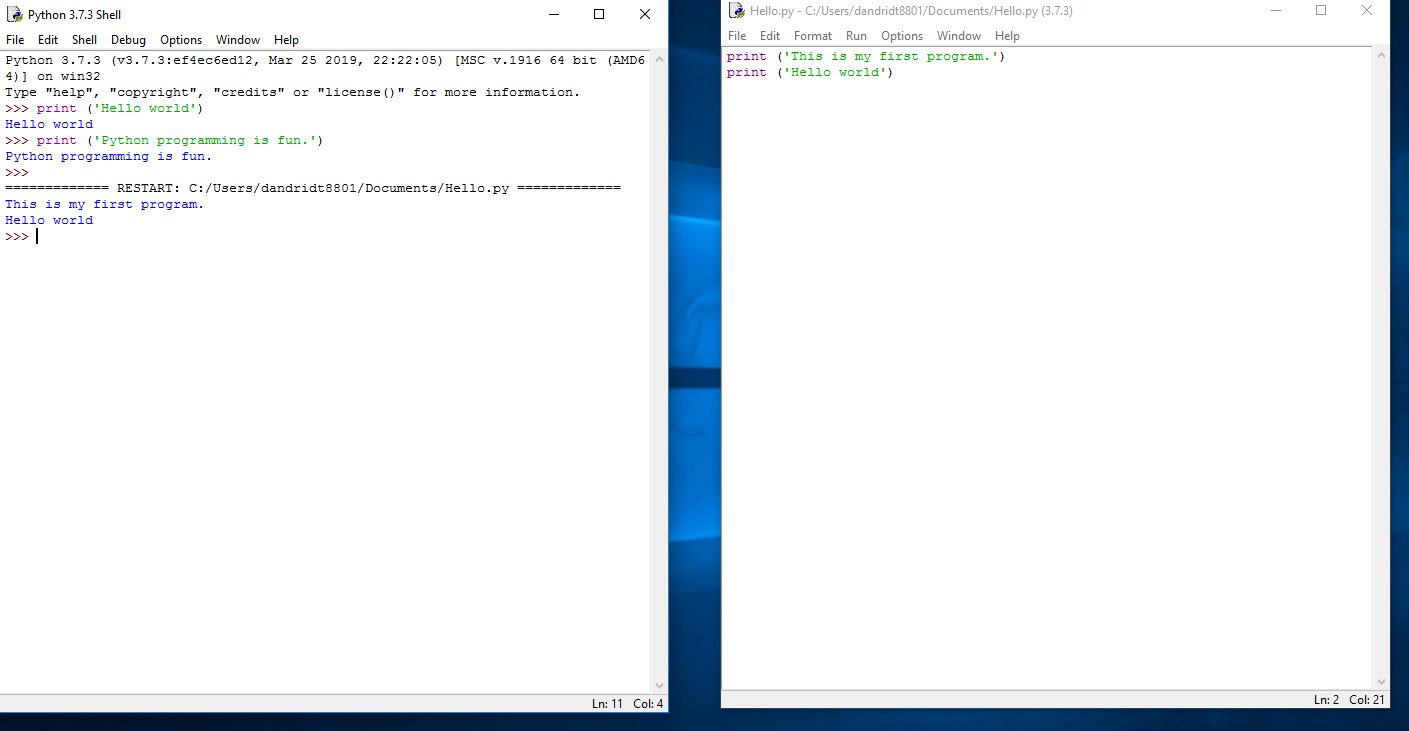 Python 3.7.3 Shell
File Edit Shell Debug Options Window Help
Python 3.7.3 (v3.7.3:ef4ec6ed12, Mar 25 2019, 22:22:05) [MSC v.1916 64 bit (AMD6
4)] on win32
Type "help", "copyright", "credits" or "license()" for more information.
>>> print ('Hello world')
Hello world
>>> print ('Python programming is fun.')
Python programming is fun.
>>>
============= RESTART: C:/Users/dandridt8801/Documents/Hello.py =============
This is my first program.
Hello world
>>>
Ln: 11 Col: 4
Hello.py - C:/Users/dandridt8801/Documents/Hello.py (3.7.3)
File Edit Format Run Options Window Help
print ('This is my first program.')
print ('Hello world')
Ln: 2 Col: 21